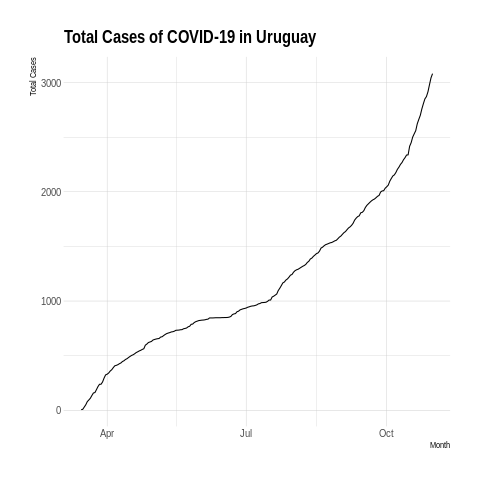 Total Cases of COVID-19 in Uruguay
Total Cases
3000
2000
1000
0
Apr
Jul
Oct
Month